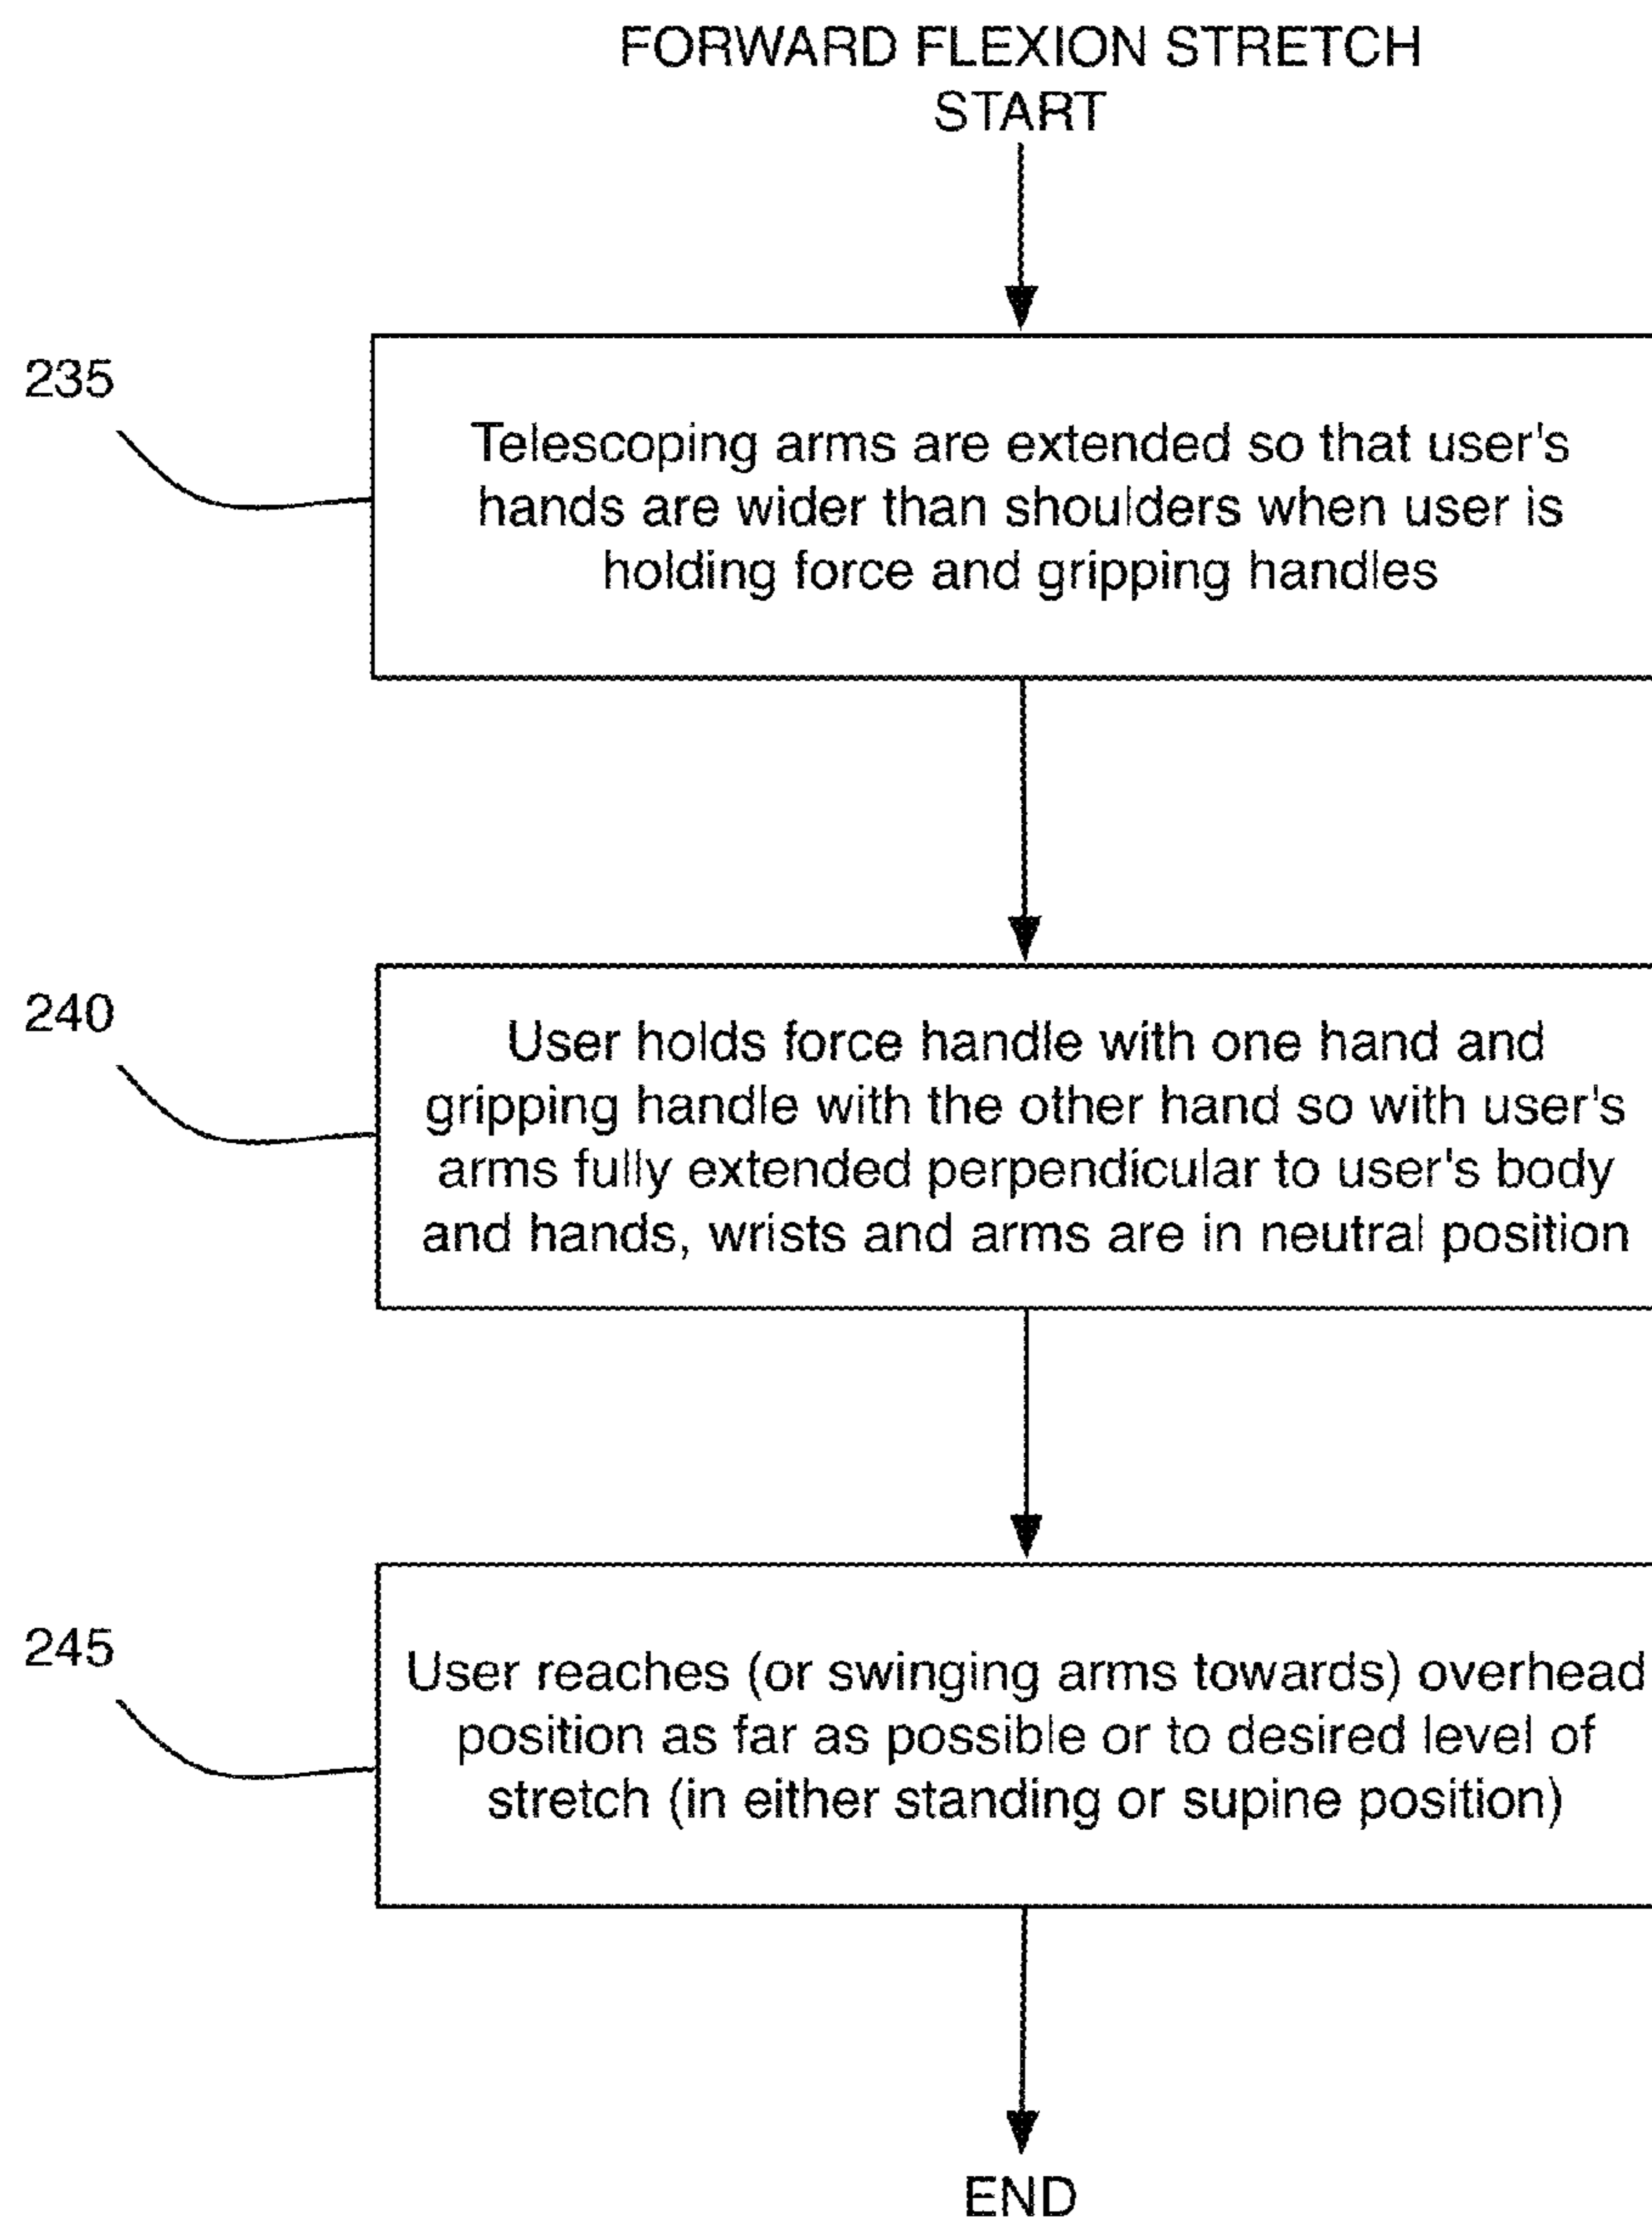 FORWARD FLEXION STRETCH
START
235
Telescoping arms are extended so that user's
hands are wider than shoulders when user is
holding force and gripping handles
240
User holds force handle with one hand and
gripping handle with the other hand so with user's
arms fully extended perpendicular to user's body
and hands, wrists and arms are in neutral position
245
User reaches (or swinging arms towards) overhead
position as far as possible or to desired level of
stretch (in either standing or supine position)
END